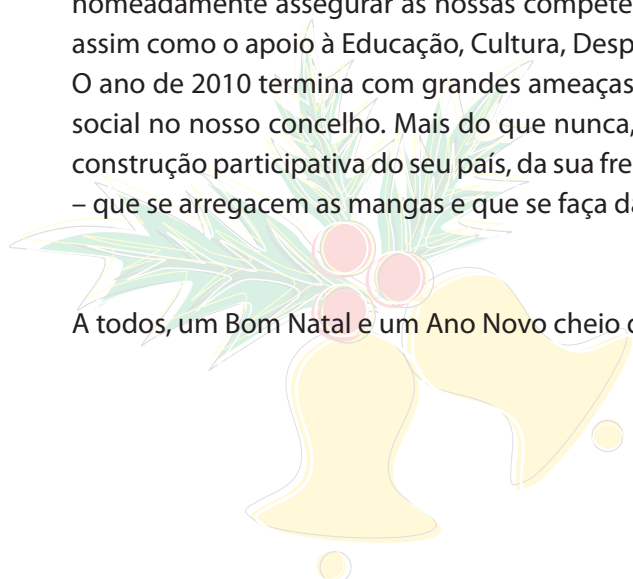 nomeadamente assegurar as nossas compete
assim como o apoio à Educação, Cultura, Desp
O ano de 2010 termina com grandes ameaças
social no nosso concelho. Mais do que nunca,
construção participativa do seu país, da sua fre
– que se arregacem as mangas e que se faça da
A todos, um Bom Natal e um Ano Novo cheio d